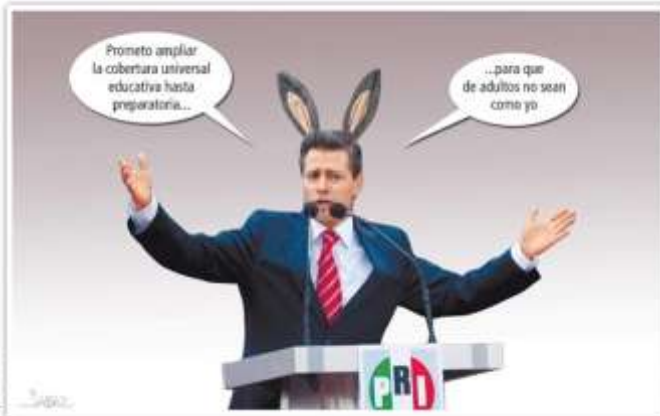 Prometo ampliar
la cobertura universal
educativa hasta
preparatoria...
...para que
de adultos no sean
como yo
PRI